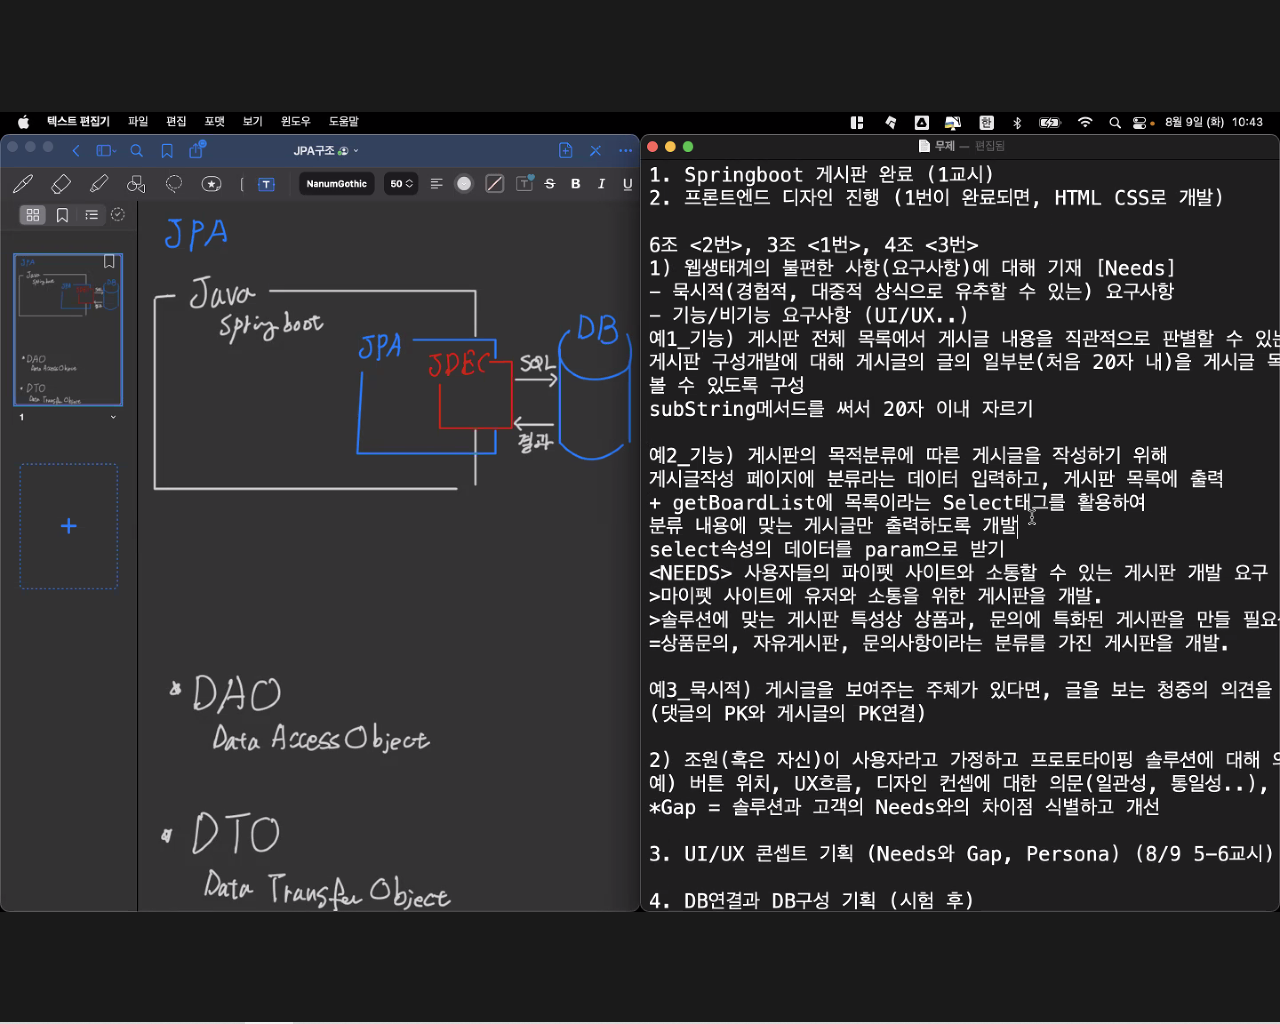 텍스트 편집기 파일 편집 포맷 보기 윈도우 도움말
한 8월 9일 (화) 10:43
JPA구조
NanumGothic 50 S B I U
JPA
Java
Spring boot
JPA
JDEC
SQL
결과
DB
* DAO
Data Access Object
* DTO
Data Transfer Object
1
무제 — 편집됨
1. Springboot 게시판 완료 (1교시)
2. 프론트엔드 디자인 진행 (1번이 완료되면, HTML CSS로 개발)
6조 <2번>, 3조 <1번>, 4조 <3번>
1) 웹생태계의 불편한 사항(요구사항)에 대해 기재 [Needs]
- 묵시적(경험적, 대중적 상식으로 유추할 수 있는) 요구사항
- 기능/비기능 요구사항 (UI/UX..)
예1_기능) 게시판 전체 목록에서 게시글 내용을 직관적으로 판별할 수 있는
게시판 구성개발에 대해 게시글의 글의 일부분(처음 20자 내)을 게시글 목
볼 수 있도록 구성
subString메서드를 써서 20자 이내 자르기
예2_기능) 게시판의 목적분류에 따른 게시글을 작성하기 위해
게시글작성 페이지에 분류라는 데이터 입력하고, 게시판 목록에 출력
+ getBoardList에 목록이라는 Select태그를 활용하여
분류 내용에 맞는 게시글만 출력하도록 개발
select속성의 데이터를 param으로 받기
<NEEDS> 사용자들의 파이펫 사이트와 소통할 수 있는 게시판 개발 요구
>마이펫 사이트에 유저와 소통을 위한 게시판을 개발.
>솔루션에 맞는 게시판 특성상 상품과, 문의에 특화된 게시판을 만들 필요
=상품문의, 자유게시판, 문의사항이라는 분류를 가진 게시판을 개발.
예3_묵시적) 게시글을 보여주는 주체가 있다면, 글을 보는 청중의 의견을
(댓글의 PK와 게시글의 PK연결)
2) 조원(혹은 자신)이 사용자라고 가정하고 프로토타이핑 솔루션에 대해
예) 버튼 위치, UX흐름, 디자인 컨셉에 대한 의문(일관성, 통일성..),
*Gap = 솔루션과 고객의 Needs와의 차이점 식별하고 개선
3. UI/UX 콘셉트 기획 (Needs와 Gap, Persona) (8/9 5-6교시)
4. DB연결과 DB구성 기획 (시험 후)